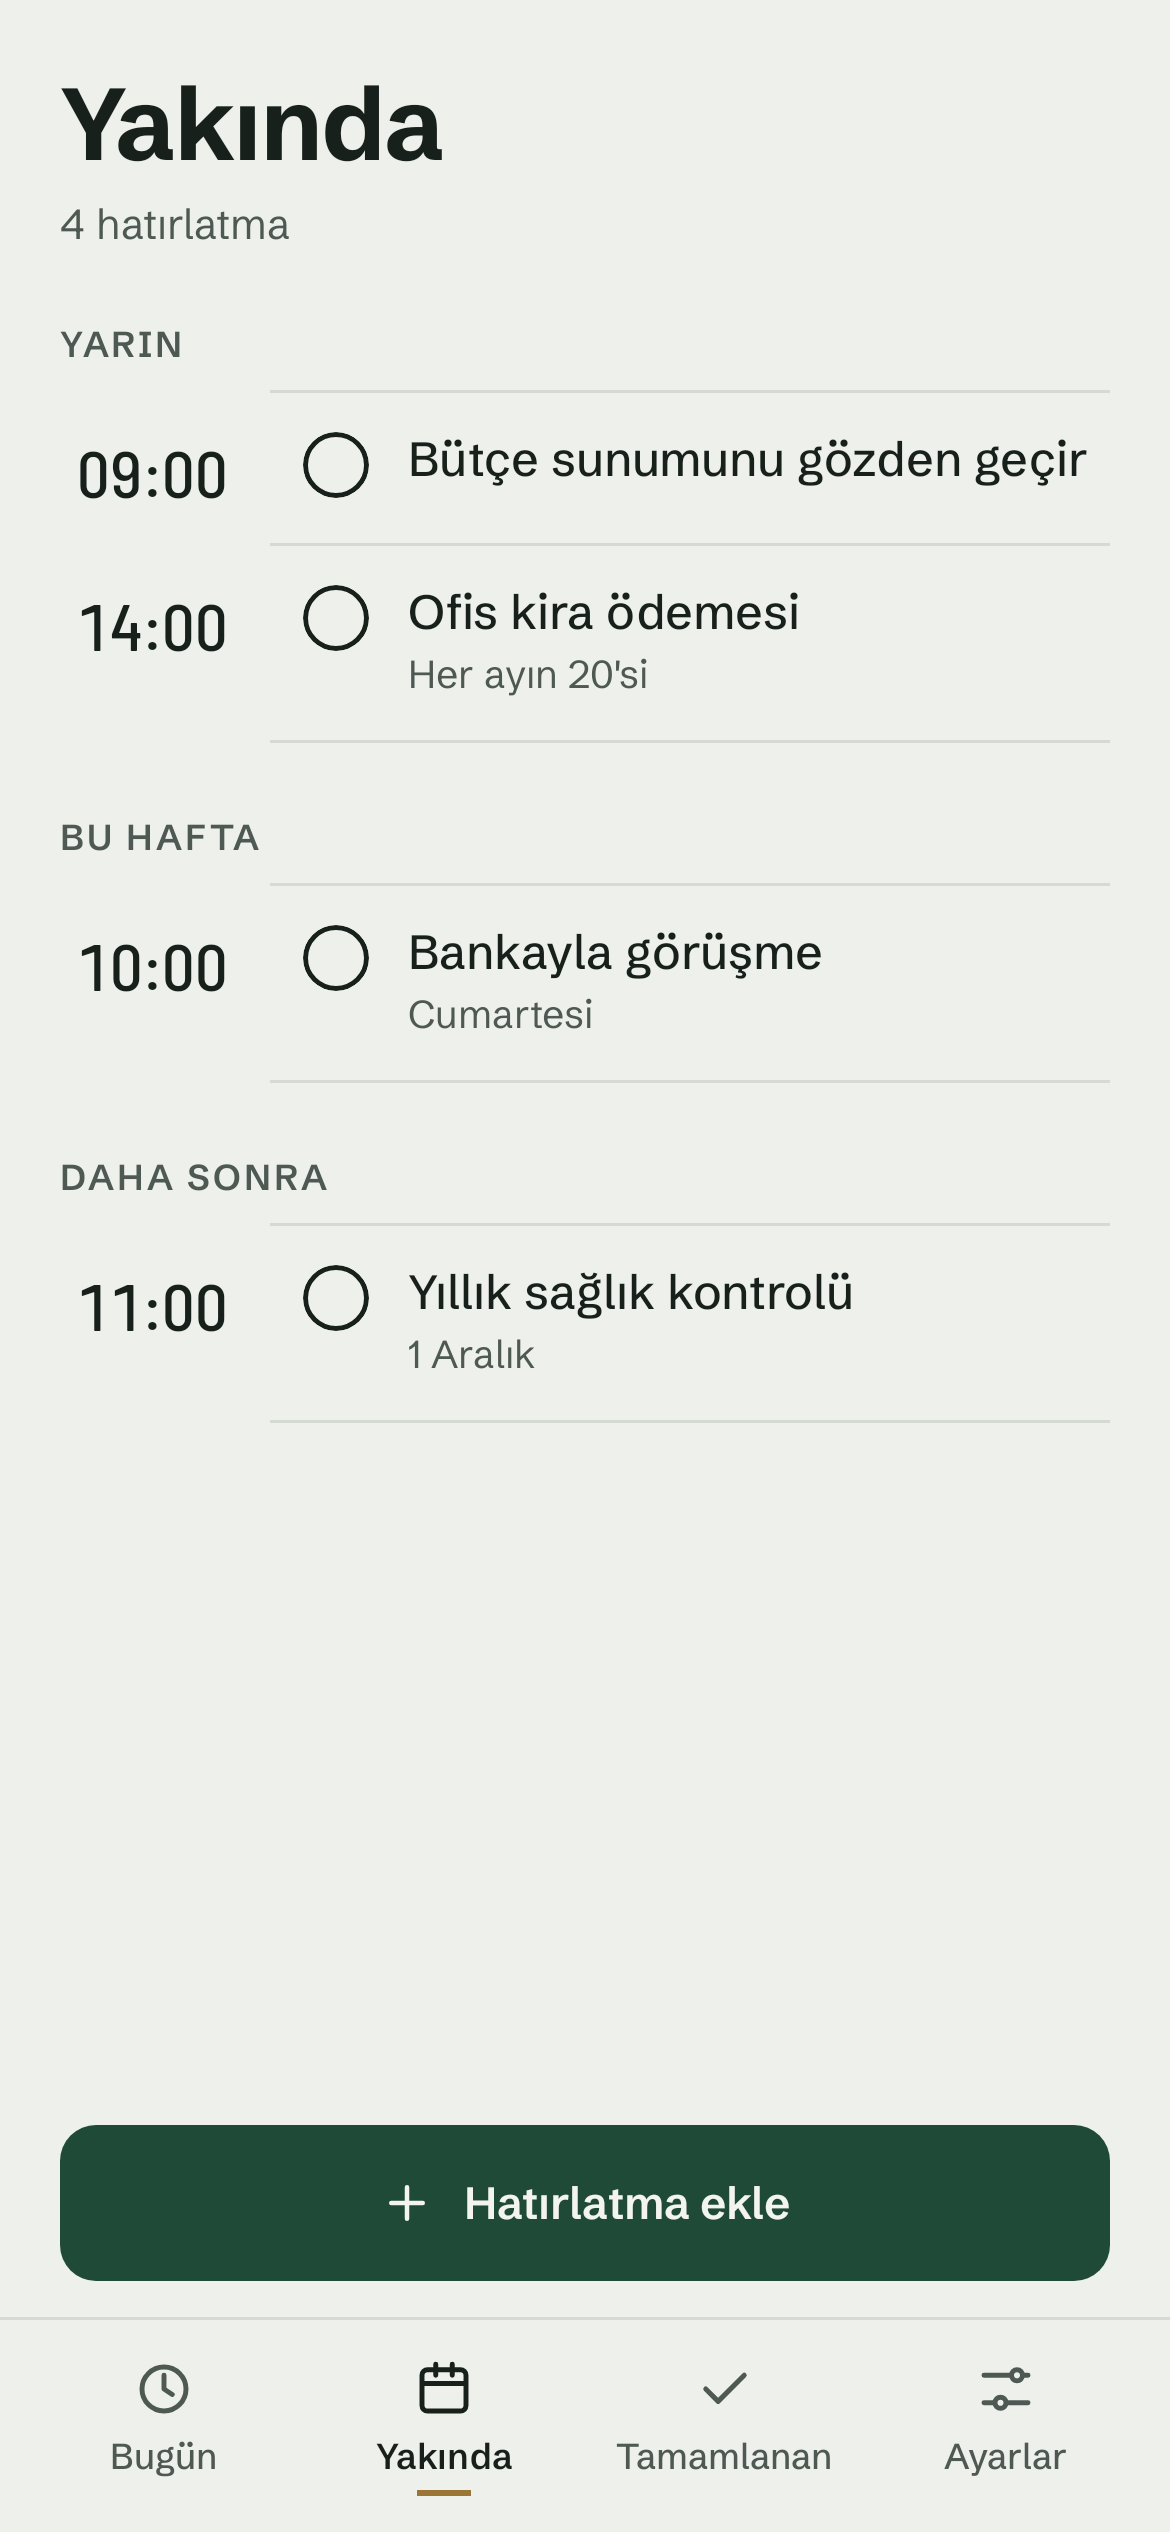 Yakında
4 hatırlatma
YARIN
09:00
Bütçe sunumunu gözden geçir
14:00
Ofis kira ödemesi
Her ayın 20'si
BU HAFTA
10:00
Bankayla görüşme
Cumartesi
DAHA SONRA
11:00
Yıllık sağlık kontrolü
1 Aralık
Hatırlatma ekle
Bugün
Yakında
Tamamlanan
Ayarlar